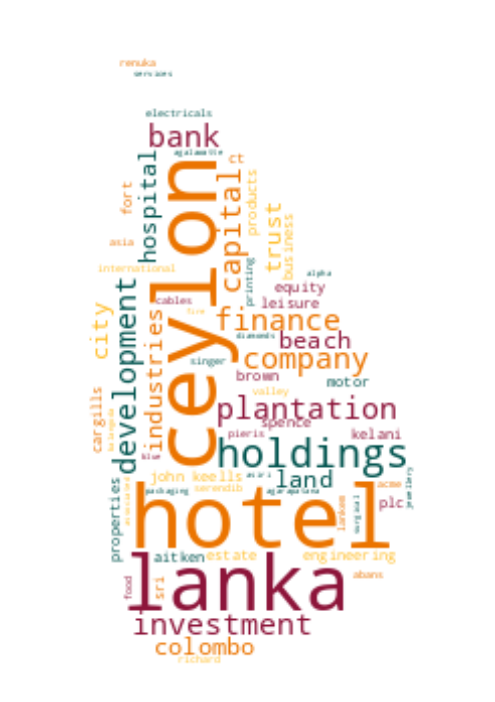 renuka
services
electricals
bank
agalawatte
ct
hospital
ceylon
capital
fort
products
trust
business
asia
international
printing
alpha
equity
leisure
cables
fire
city
development
industries
finance
diamonds
beach
singer
company
brown
motor
valley
cargills
plantation
spence
pieris
kelani
blue
holdings
john keells
asiri
land
serendib
packaging
agarapatana
acme
jewellery
plc
properties
associated
hotel
lankem
surgical
aitken
estate
engineering
food
sri
lanka
abans
investment
colombo
richard